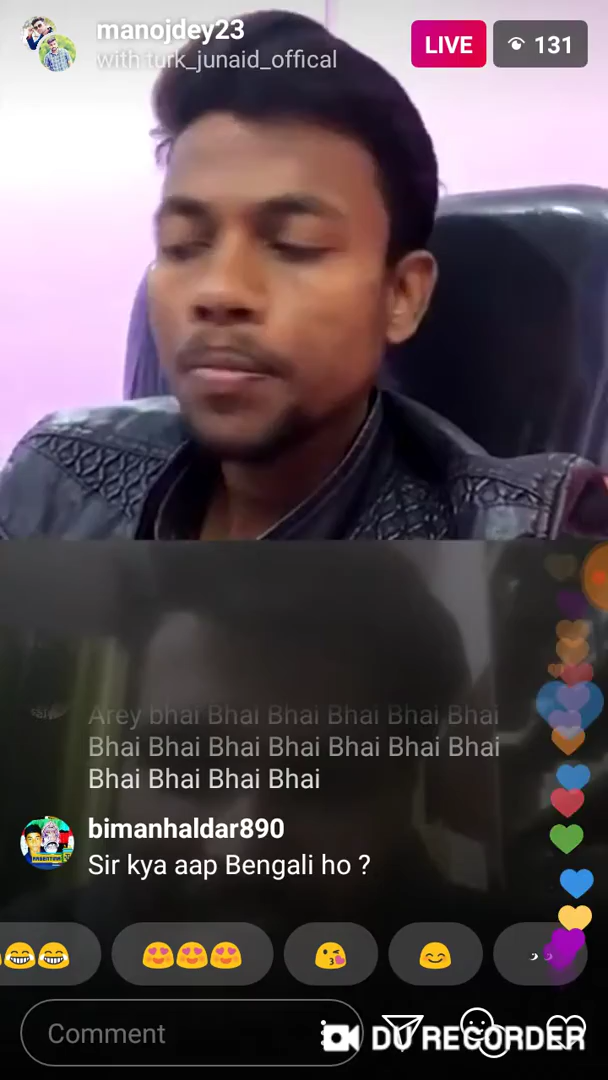 manojdey23
with turk_junaid_offical
LIVE
131
Arey bhai Bhai Bhai Bhai Bhai Bhai
Bhai Bhai Bhai Bhai Bhai Bhai Bhai
Bhai Bhai Bhai Bhai
bimanhaldar890
Sir kya aap Bengali ho ?
Comment
DU RECORDER